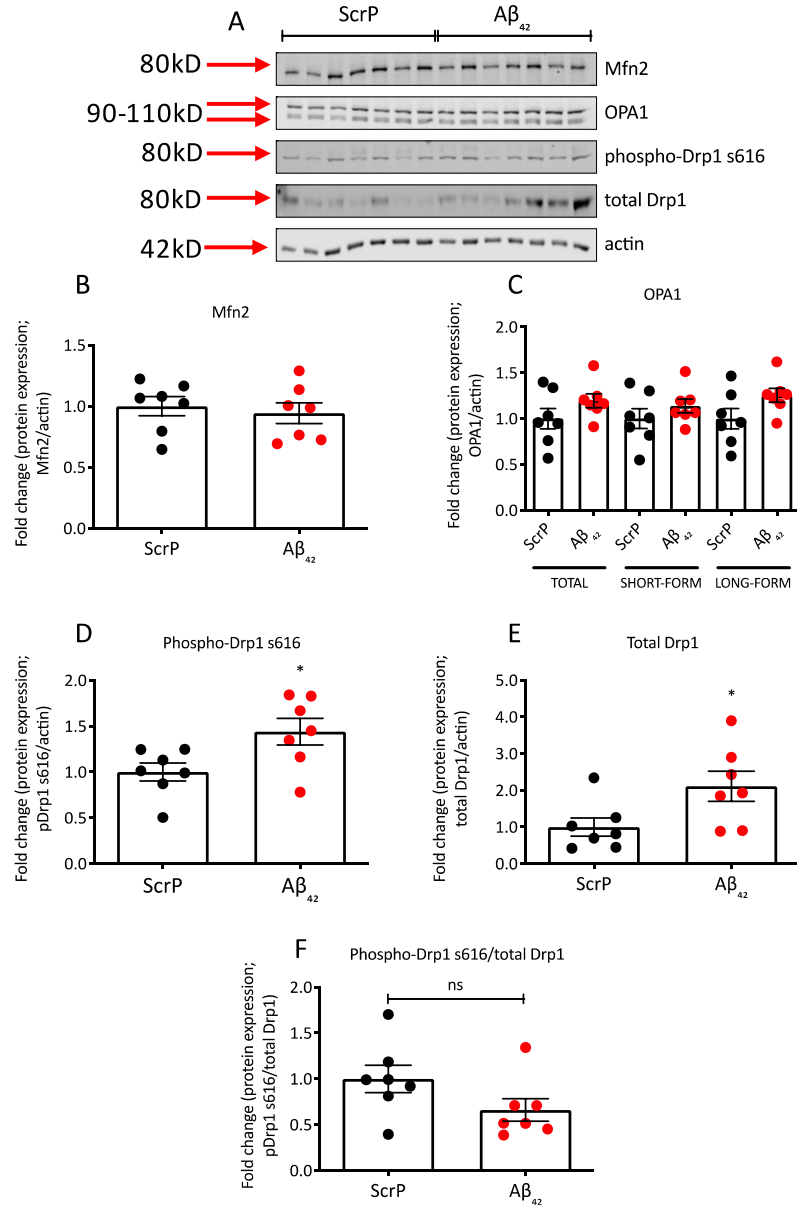 A
ScrP
Aβ₄₂
80kD
Mfn2
90-110kD
OPA1
80kD
phospho-Drp1 s616
80kD
total Drp1
42kD
actin
B
Mfn2
Fold change (protein expression;
Mfn2/actin)
1.5
1.0
0.5
0.0
ScrP
Aβ₄₂
C
OPA1
Fold change (protein expression;
OPA1/actin)
2.0
1.5
1.0
0.5
0.0
ScrP
Aβ₄₂
ScrP
Aβ₄₂
ScrP
Aβ₄₂
TOTAL
SHORT-FORM
LONG-FORM
D
Phospho-Drp1 s616
*
Fold change (protein expression;
pDrp1 s616/actin)
2.0
1.5
1.0
0.5
0.0
ScrP
Aβ₄₂
E
Total Drp1
*
Fold change (protein expression;
total Drp1/actin)
5.0
4.0
3.0
2.0
1.0
0.0
ScrP
Aβ₄₂
F
Phospho-Drp1 s616/total Drp1
ns
Fold change (protein expression;
pDrp1 s616/total Drp1)
2.0
1.5
1.0
0.5
0.0
ScrP
Aβ₄₂